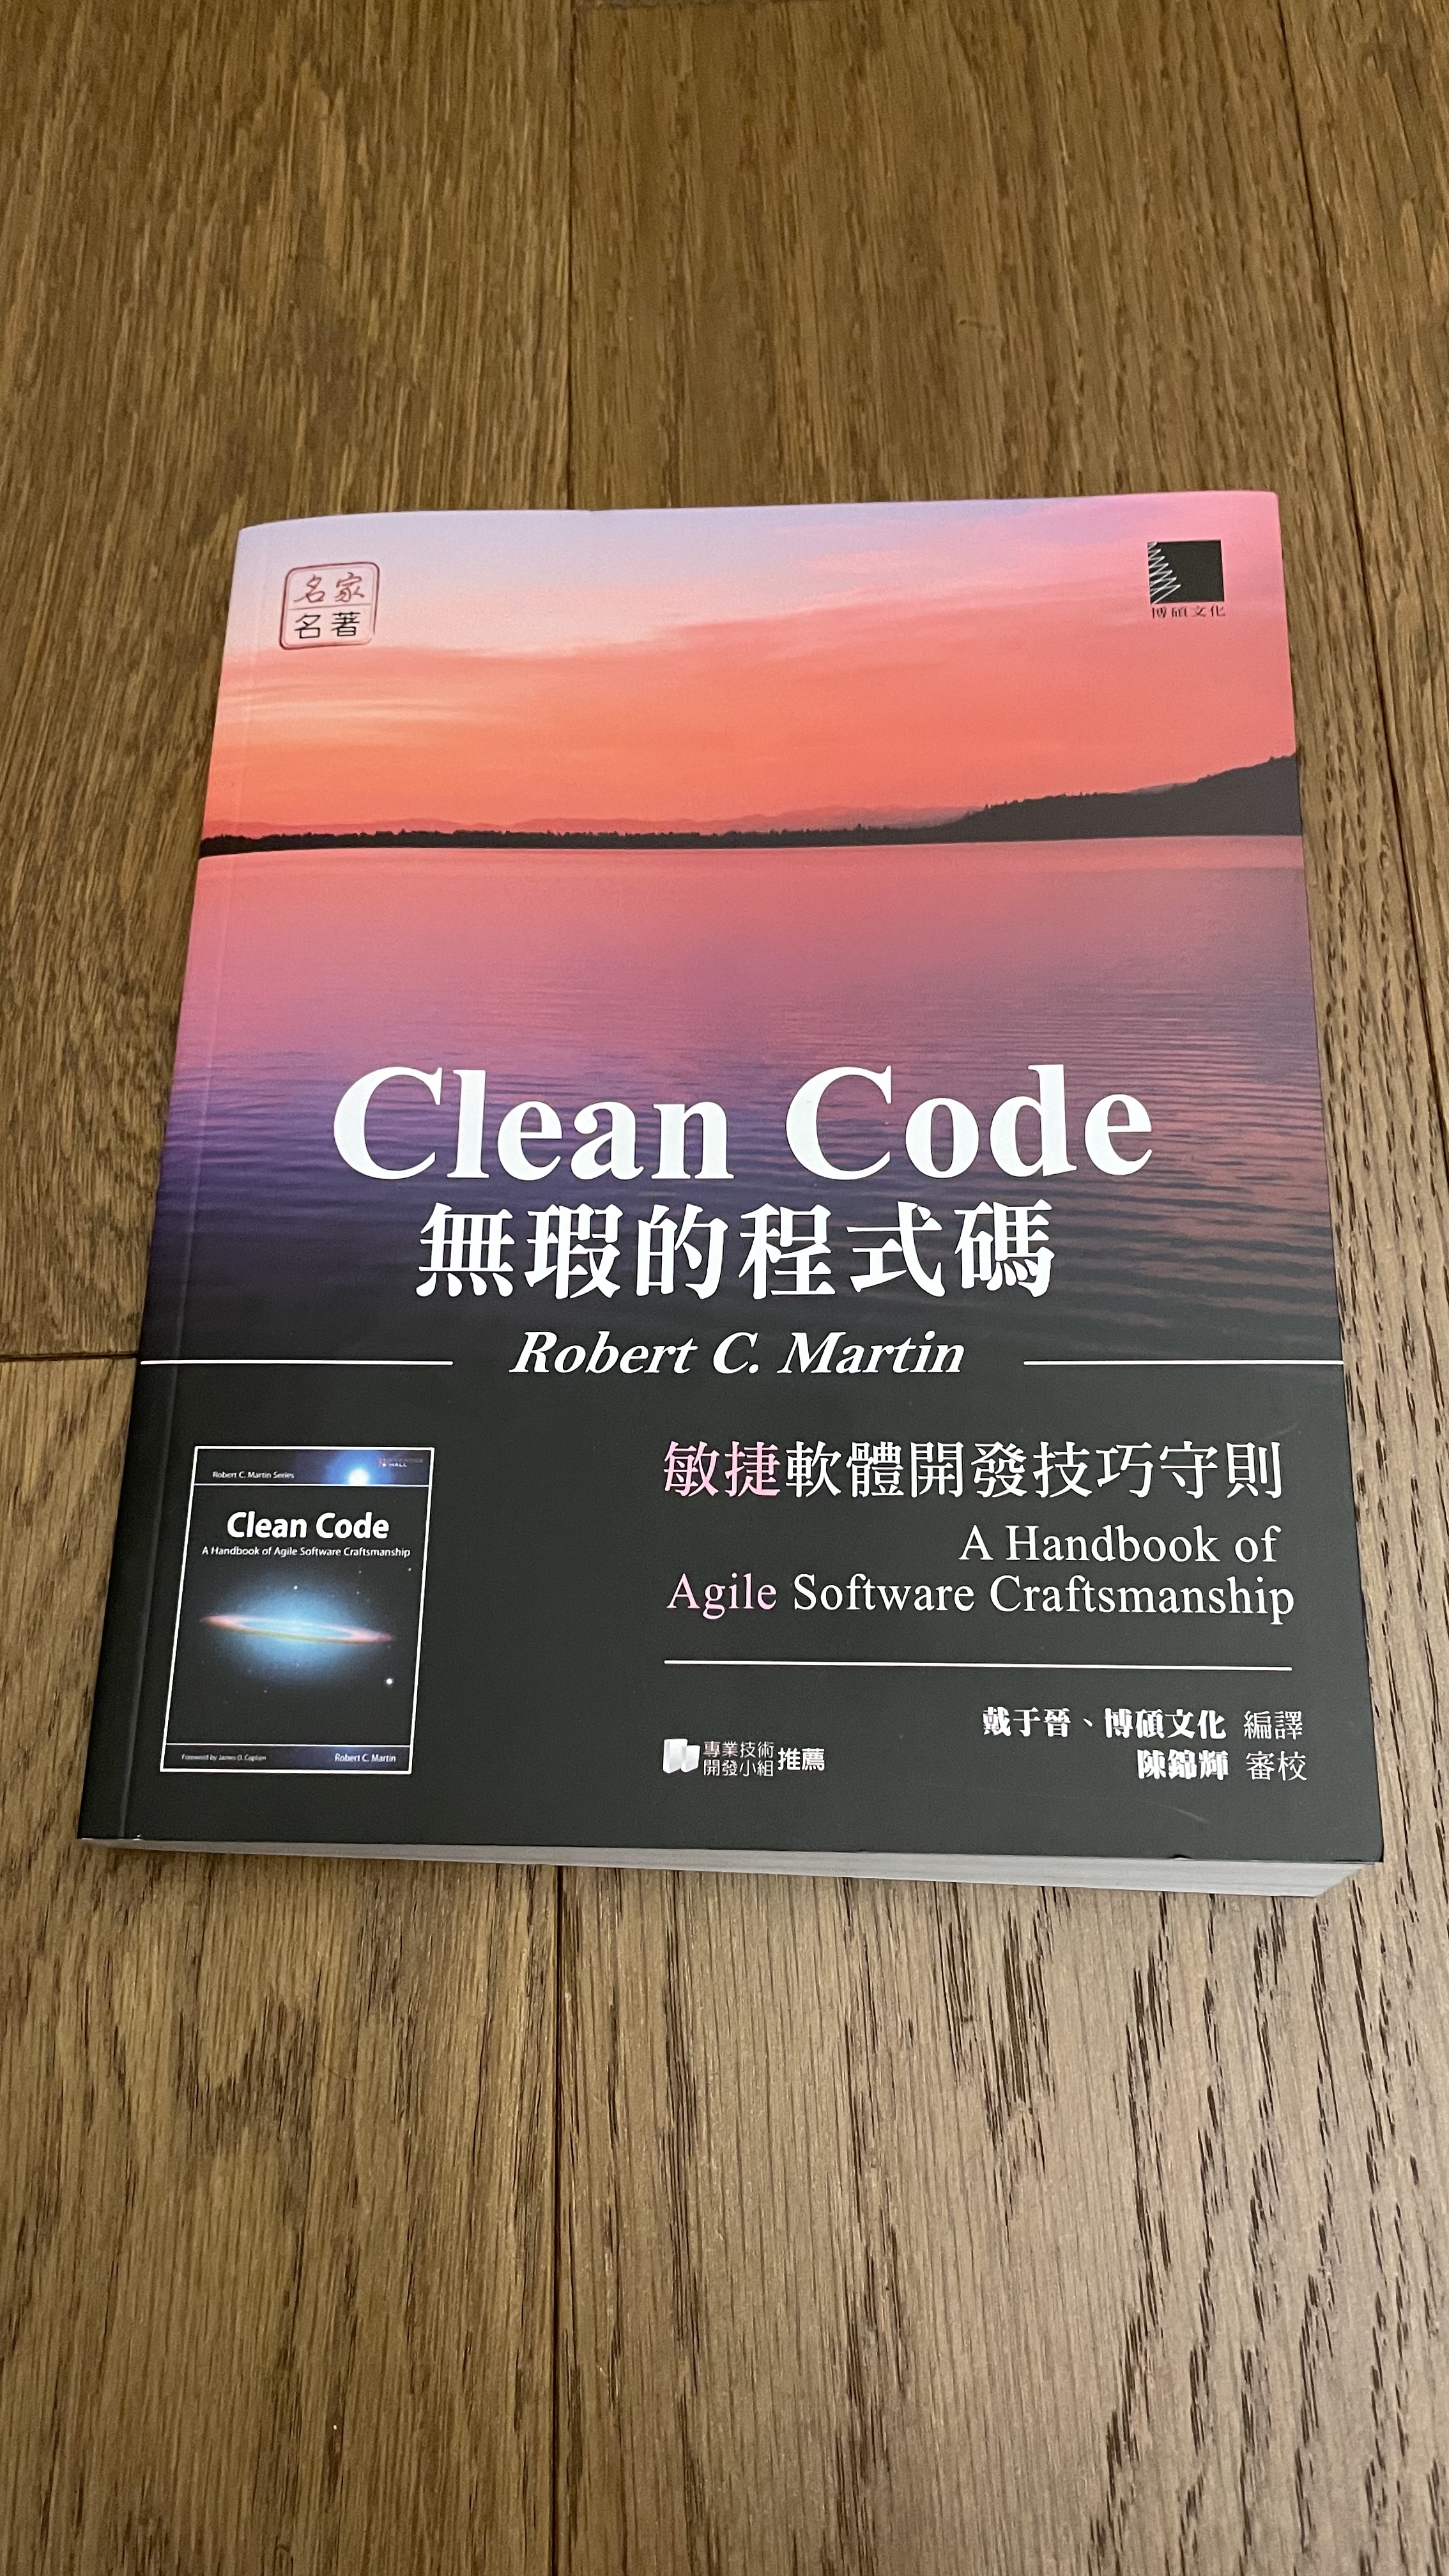 名家
名著
博碩文化
Clean Code
無瑕的程式碼
Robert C. Martin
敏捷軟體開發技巧守則
A Handbook of
Agile Software Craftsmanship
戴于晉、博碩文化 編譯
陳錦輝 審校
專業技術
開發小組
推薦
Robert C. Martin Series
HALL
Clean Code
A Handbook of Agile Software Craftsmanship
Foreword by James O. Coplien
Robert C. Martin